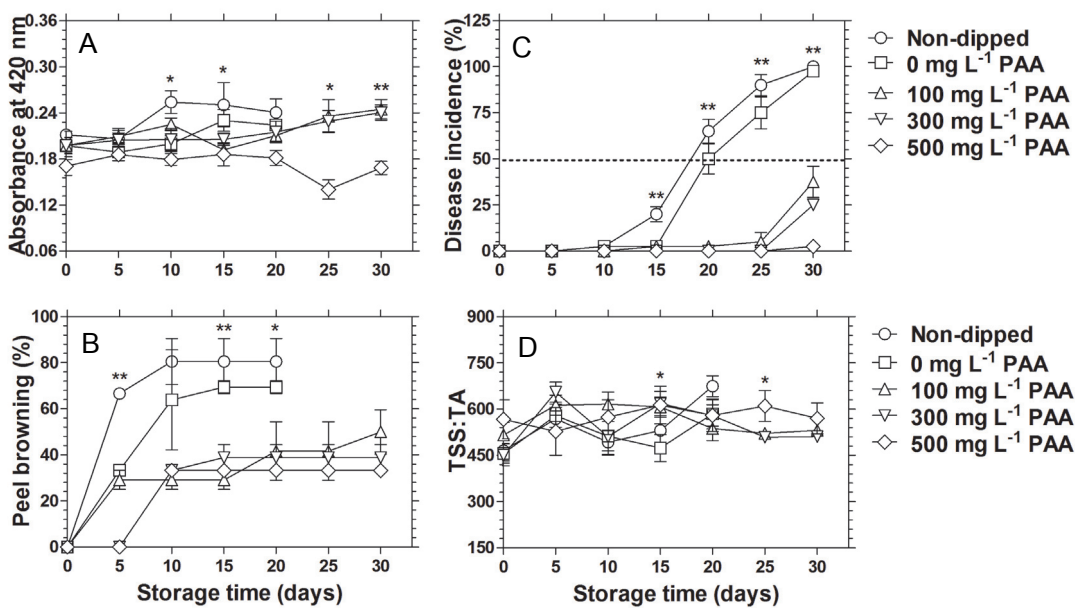 Absorbance at 420 nm
0.36
0.30
0.24
0.18
0.12
0.06
A
*
*
*
**
0 5 10 15 20 25 30
Disease incidence (%)
125
100
75
50
25
0
C
**
**
**
**
0 5 10 15 20 25 30
Non-dipped
0 mg L-1 PAA
100 mg L-1 PAA
300 mg L-1 PAA
500 mg L-1 PAA
Peel browning (%)
100
80
60
40
20
0
B
**
**
*
0 5 10 15 20 25 30
Storage time (days)
TSS:TA
900
750
600
450
300
150
D
*
*
0 5 10 15 20 25 30
Storage time (days)
Non-dipped
0 mg L-1 PAA
100 mg L-1 PAA
300 mg L-1 PAA
500 mg L-1 PAA